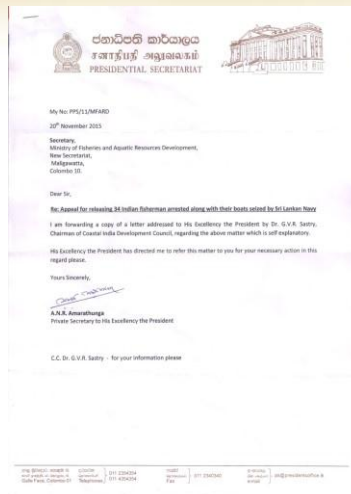 ජනාධිපති කාර්යාලය
ஜனாதிபதி அலுவலகம்
PRESIDENTIAL SECRETARIAT
My No: PPS/11/MFARD
20th November 2015
Secretary,
Ministry of Fisheries and Aquatic Resources Development,
New Secretariat,
Maligawatta,
Colombo 10.
Dear Sir,
Re: Appeal for releasing 34 Indian fisherman arrested along with their boats seized by Sri Lankan Navy
I am forwarding a copy of a letter addressed to His Excellency the President by Dr. G.V.R. Sastry,
Chairman of Coastal India Development Council, regarding the above matter which is self explanatory.
His Excellency the President has directed me to refer this matter to you for your necessary action in this
regard please.
Yours Sincerely,
A.N.R. Amarathunga
Private Secretary to His Excellency the President
C.C. Dr. G.V.R. Sastry - for your information please
Galle Face, Colombo 01
Telephones
011 2354354
011 4354354
Fax